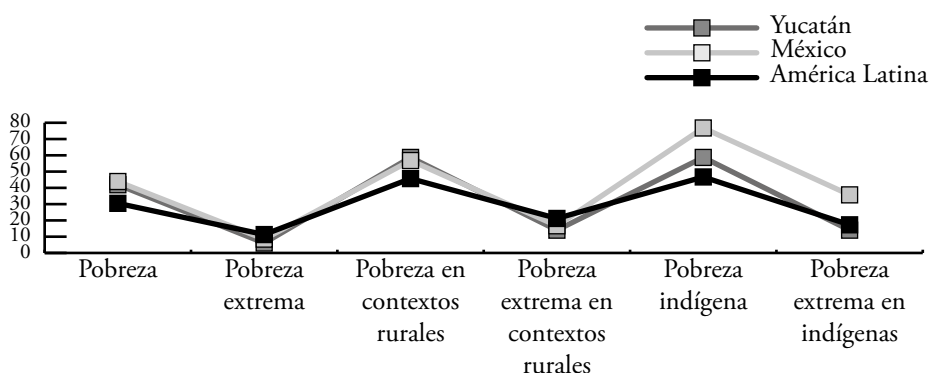 Yucatán
México
América Latina
80
70
60
50
40
30
20
10
0
Pobreza
Pobreza
extrema
Pobreza en
contextos
rurales
Pobreza
extrema en
contextos
rurales
Pobreza
indígena
Pobreza
extrema en
indígenas